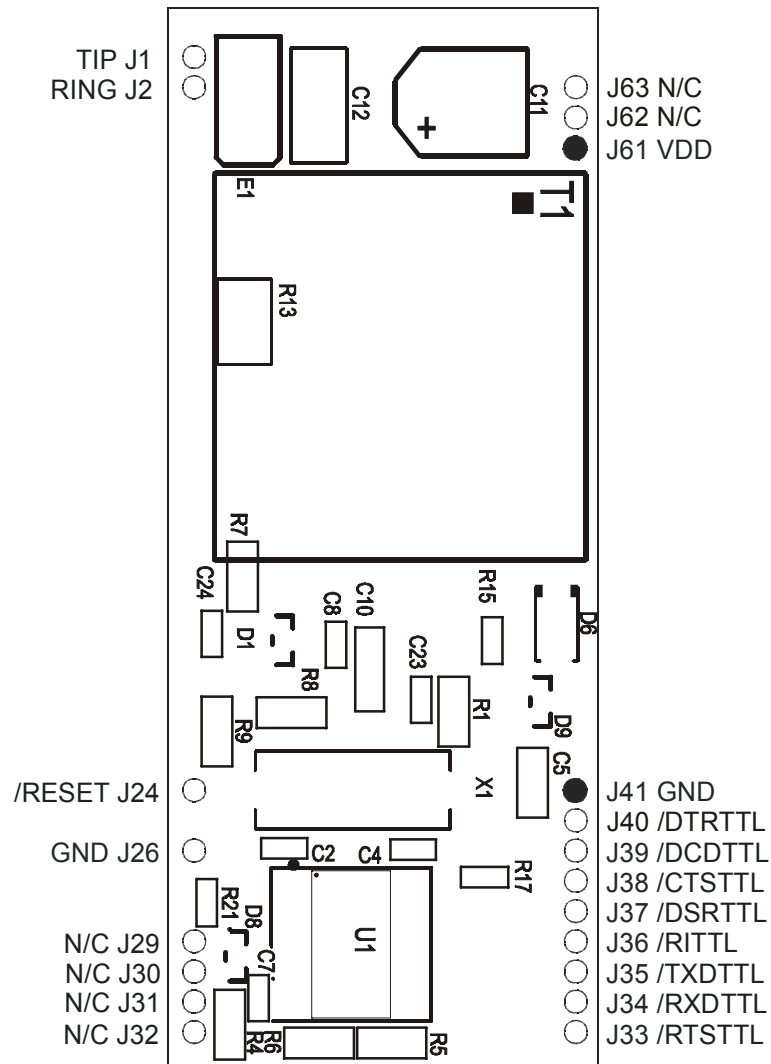 TIP J1
RING J2
C12
C11
+
J63 N/C
J62 N/C
J61 VDD
E1
T1
R13
R7
C24
D1
C8
C10
R15
D6
C23
R8
R1
R9
D9
C5
X1
/RESET J24
J41 GND
J40 /DTRTTL
GND J26
C2
C4
J39 /DCDTTL
R17
J38 /CTSTTL
R21
D8
J37 /DSRTTL
U1
N/C J29
J36 /RITTL
C7
N/C J30
J35 /TXDTTL
N/C J31
J34 /RXDTTL
N/C J32
R4
R6
R5
J33 /RTSTTL